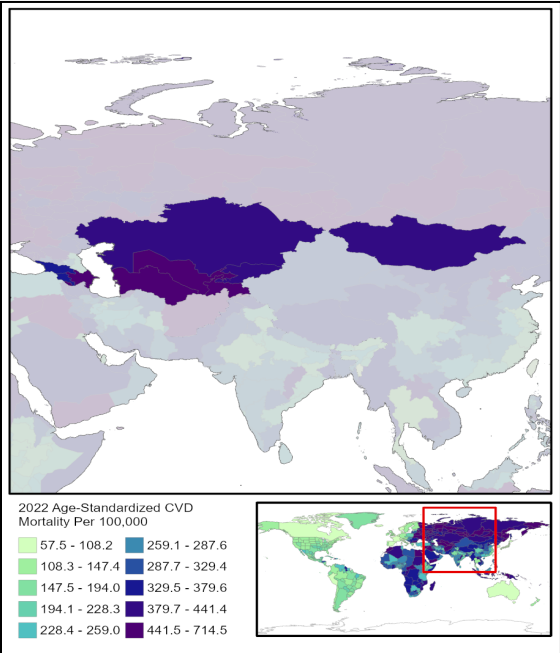 2022 Age-Standardized CVD
Mortality Per 100,000
57.5 - 108.2
108.3 - 147.4
147.5 - 194.0
194.1 - 228.3
228.4 - 259.0
259.1 - 287.6
287.7 - 329.4
329.5 - 379.6
379.7 - 441.4
441.5 - 714.5